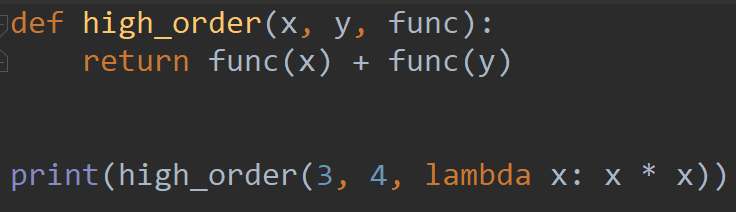 def high_order(x, y, func):
    return func(x) + func(y)
print(high_order(3, 4, lambda x: x * x))